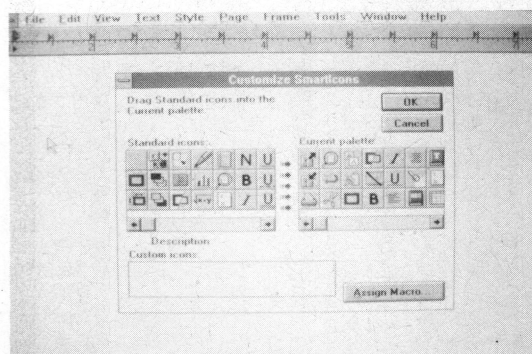 File Edit View Text Style Page Frame Tools Window Help
Customize SmartIcons
Drag Standard icons into the
Current palette.
OK
Cancel
Standard icons:
Current palette:
N U
B U
B
I U
Description
Custom icons:
Assign Macro...